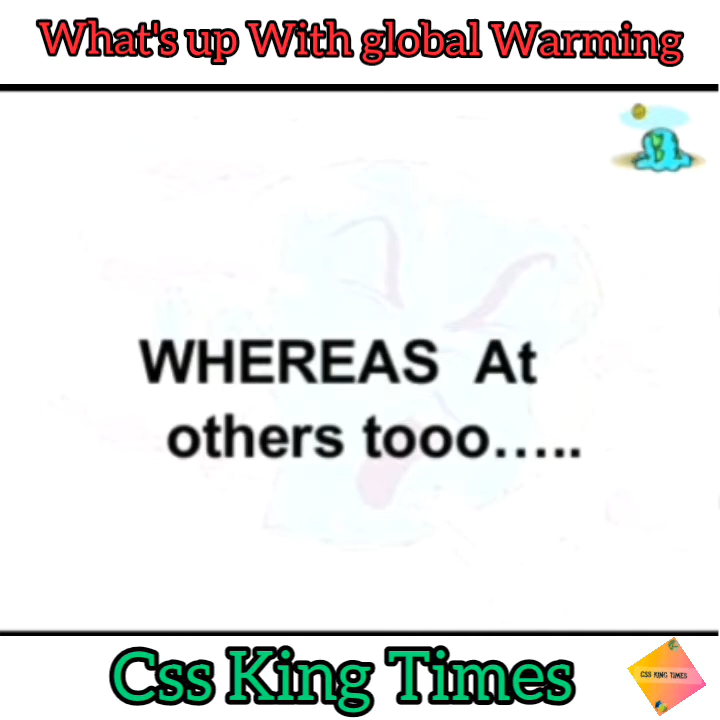 What's up With global Warming
WHEREAS At
others tooo.....
Css King Times
CSS KING TIMES